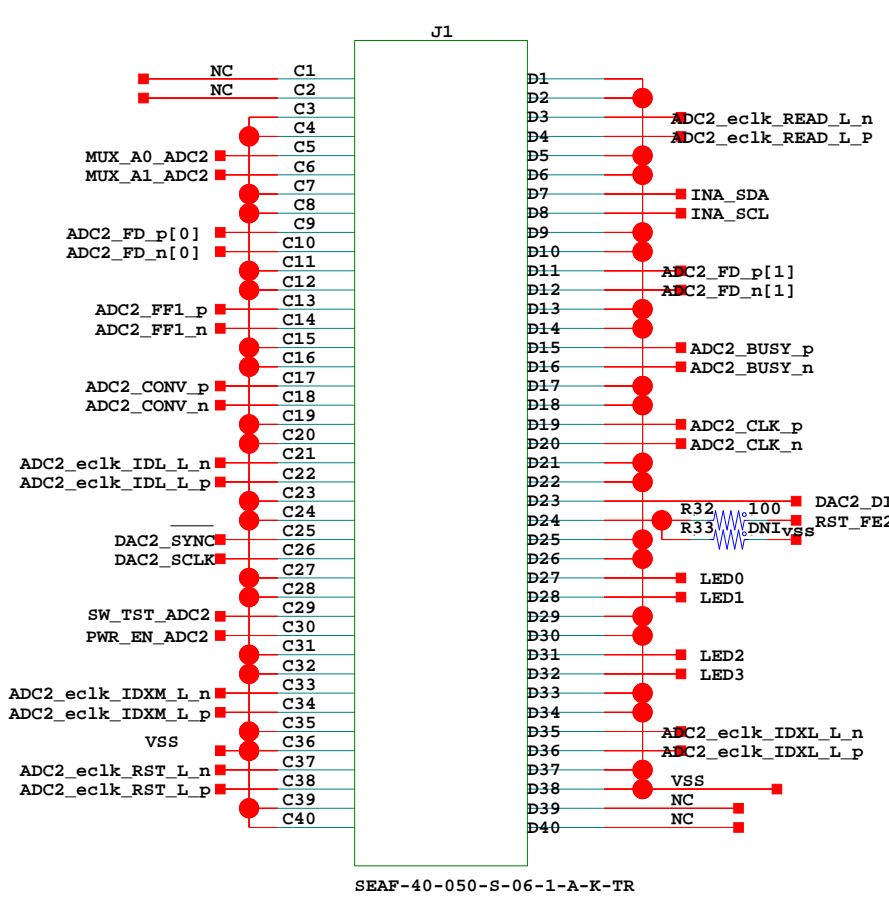 J1
NC C1 D1
NC C2 D2
C3 D3 ADC2_eclk_READ_L_n
C4 D4 ADC2_eclk_READ_L_P
MUX_A0_ADC2 C5 D5
MUX_A1_ADC2 C6 D6
C7 D7 INA_SDA
C8 D8 INA_SCL
ADC2_FD_p[0] C9 D9
ADC2_FD_n[0] C10 D10
C11 D11 ADC2_FD_p[1]
C12 D12 ADC2_FD_n[1]
ADC2_FF1_p C13 D13
ADC2_FF1_n C14 D14
C15 D15 ADC2_BUSY_p
C16 D16 ADC2_BUSY_n
ADC2_CONV_p C17 D17
ADC2_CONV_n C18 D18
C19 D19 ADC2_CLK_p
C20 D20 ADC2_CLK_n
ADC2_eclk_IDL_L_n C21 D21
ADC2_eclk_IDL_L_p C22 D22
C23 D23
C24 D24 R32 100 RST_FE2
DAC2_SYNC C25 D25 R33 DNI VSS
DAC2_SCLK C26 D26
C27 D27 LED0
C28 D28 LED1
SW_TST_ADC2 C29 D29
PWR_EN_ADC2 C30 D30
C31 D31 LED2
C32 D32 LED3
ADC2_eclk_IDXM_L_n C33 D33
ADC2_eclk_IDXM_L_p C34 D34
C35 D35 ADC2_eclk_IDXL_L_n
VSS C36 D36 ADC2_eclk_IDXL_L_p
ADC2_eclk_RST_L_n C37 D37
ADC2_eclk_RST_L_p C38 D38 VSS
C39 D39 NC
C40 D40 NC
SEAF-40-050-S-06-1-A-K-TR